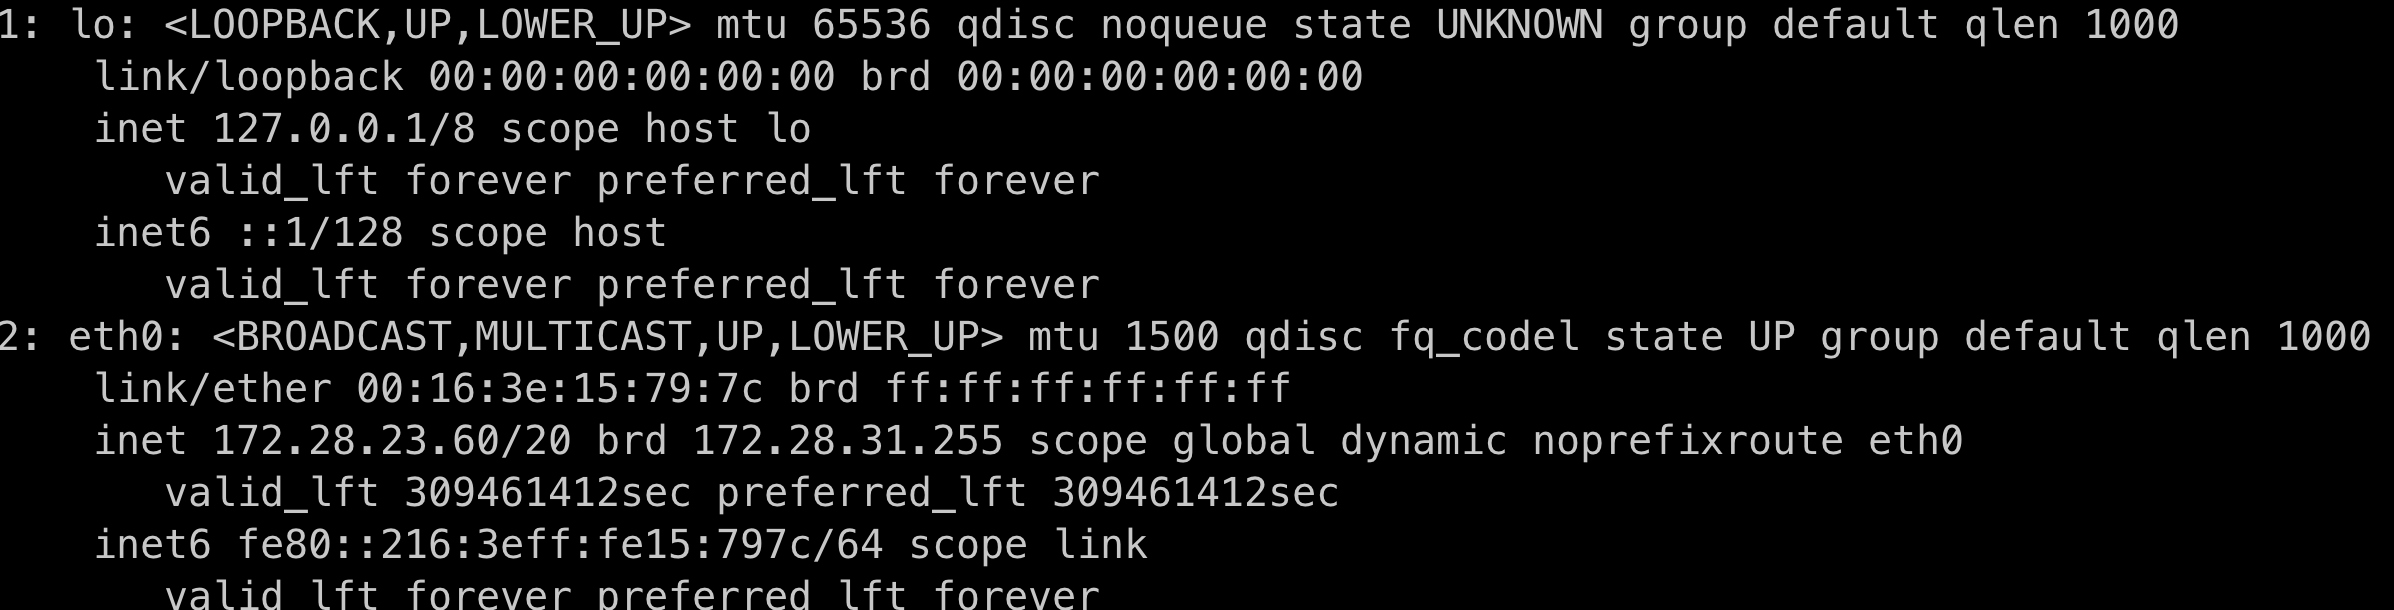 1: lo: <LOOPBACK,UP,LOWER_UP> mtu 65536 qdisc noqueue state UNKNOWN group default qlen 1000
    link/loopback 00:00:00:00:00:00 brd 00:00:00:00:00:00
    inet 127.0.0.1/8 scope host lo
       valid_lft forever preferred_lft forever
    inet6 ::1/128 scope host
       valid_lft forever preferred_lft forever
2: eth0: <BROADCAST,MULTICAST,UP,LOWER_UP> mtu 1500 qdisc fq_codel state UP group default qlen 1000
    link/ether 00:16:3e:15:79:7c brd ff:ff:ff:ff:ff:ff
    inet 172.28.23.60/20 brd 172.28.31.255 scope global dynamic noprefixroute eth0
       valid_lft 309461412sec preferred_lft 309461412sec
    inet6 fe80::216:3eff:fe15:797c/64 scope link
       valid_lft forever preferred_lft forever